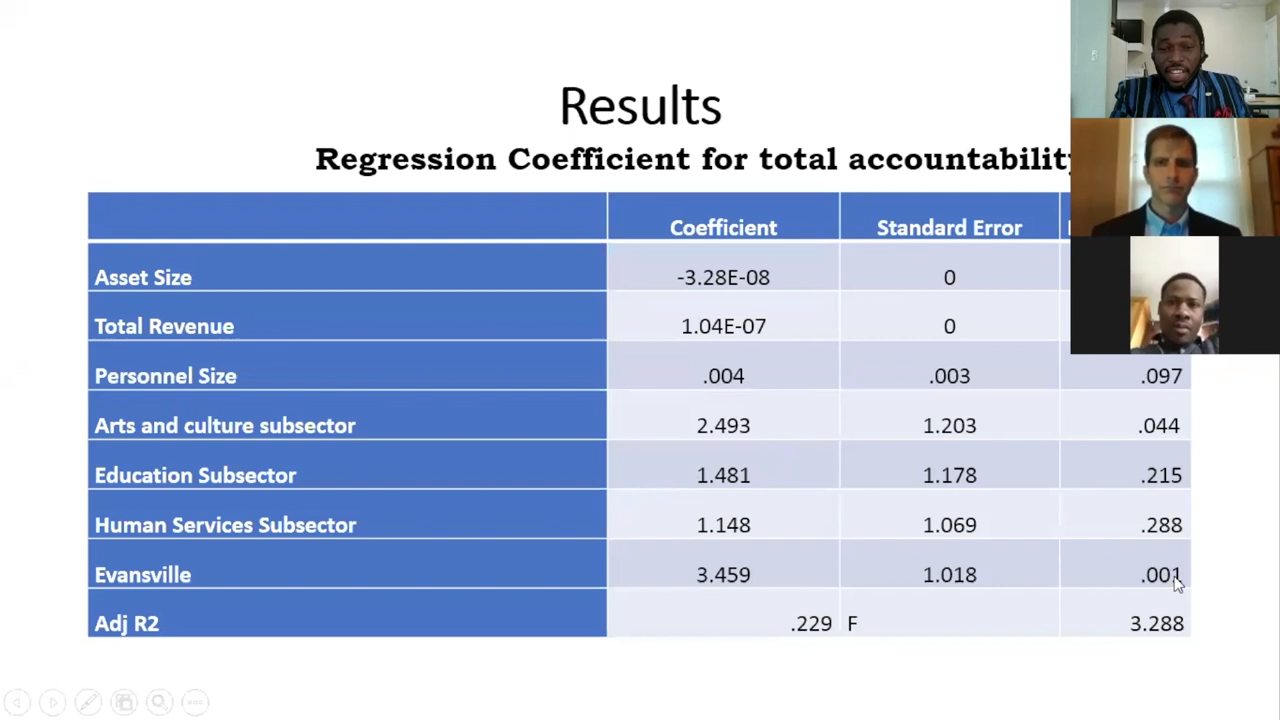 Results
Regression Coefficient for total accountability
Coefficient Standard Error
Asset Size -3.28E-08 0
Total Revenue 1.04E-07 0
Personnel Size .004 .003 .097
Arts and culture subsector 2.493 1.203 .044
Education Subsector 1.481 1.178 .215
Human Services Subsector 1.148 1.069 .288
Evansville 3.459 1.018 .001
Adj R2 .229 F 3.288